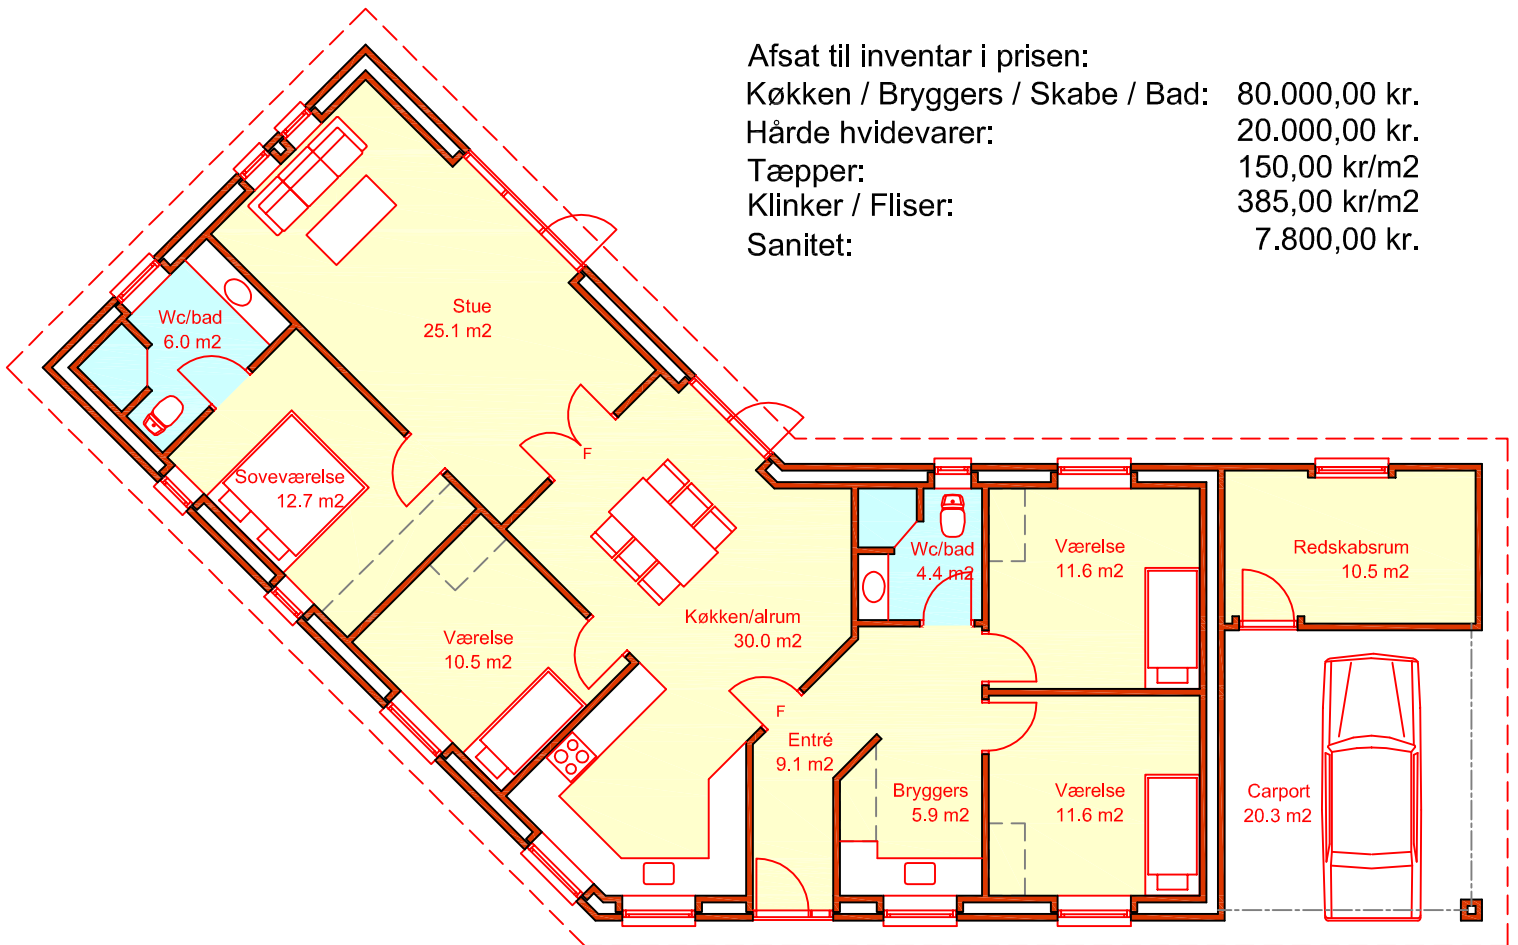 Afsat til inventar i prisen:
Køkken / Bryggers / Skabe / Bad: 80.000,00 kr.
Hårde hvidevarer: 20.000,00 kr.
Tæpper: 150,00 kr/m2
Klinker / Fliser: 385,00 kr/m2
Sanitet: 7.800,00 kr.
Stue
25.1 m2
Wc/bad
6.0 m2
F
Soveværelse
12.7 m2
Værelse
10.5 m2
Køkken/alrum
30.0 m2
Wc/bad
4.4 m2
Værelse
11.6 m2
Redskabsrum
10.5 m2
F
Entré
9.1 m2
Bryggers
5.9 m2
Værelse
11.6 m2
Carport
20.3 m2